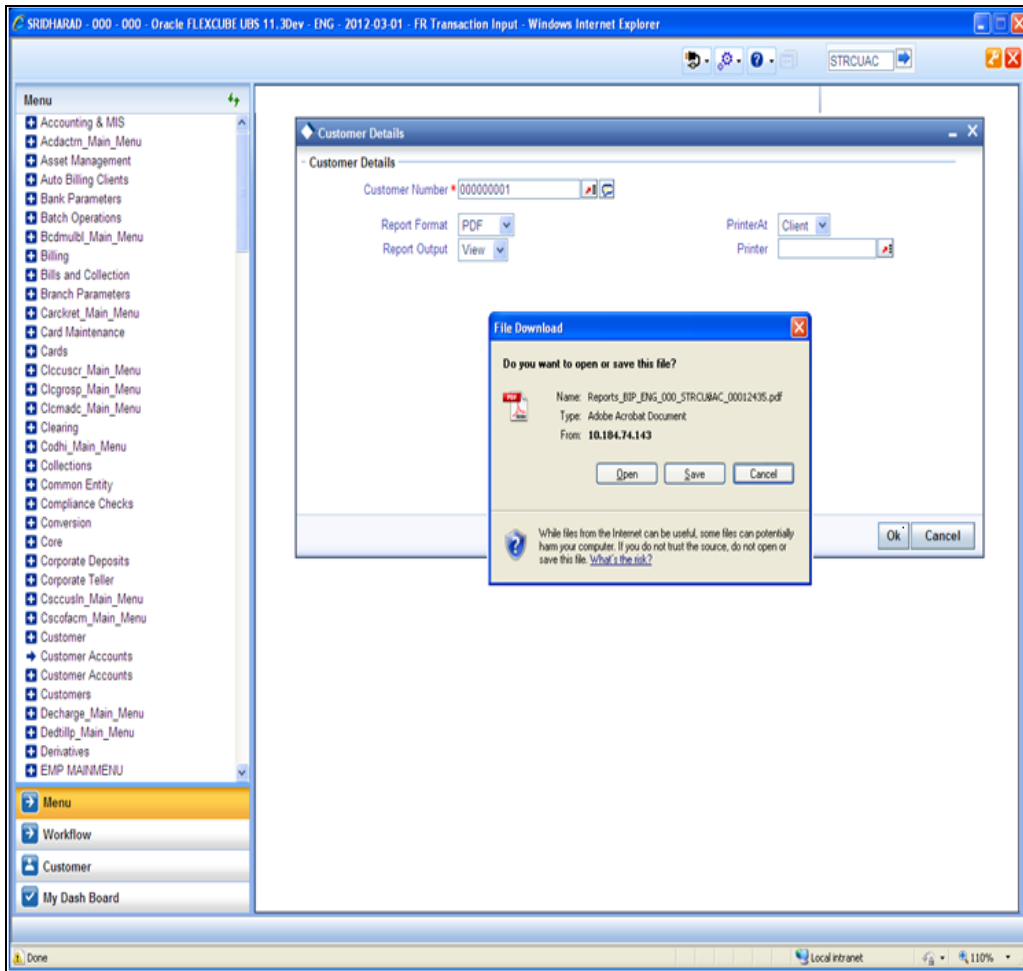 SRIDHARAD - 000 - 000 - Oracle FLEXCUBE UBS 11.3Dev - ENG - 2012-03-01 - FR Transaction Input - Windows Internet Explorer
STRCUAC
Menu
Accounting & MIS
Acdactrn_Main_Menu
Asset Management
Auto Billing Clients
Bank Parameters
Batch Operations
Bcdmulbl_Main_Menu
Billing
Bills and Collection
Branch Parameters
Carckret_Main_Menu
Card Maintenance
Cards
Clccuscr_Main_Menu
Clcgrosp_Main_Menu
Clcmadc_Main_Menu
Clearing
Codhi_Main_Menu
Collections
Common Entity
Compliance Checks
Conversion
Core
Corporate Deposits
Corporate Teller
Csccusln_Main_Menu
Cscofacm_Main_Menu
Customer
Customer Accounts
Customer Accounts
Customers
Decharge_Main_Menu
Dedtillp_Main_Menu
Derivatives
EMP MAINMENU
Menu
Workflow
Customer
My Dash Board
Customer Details
Customer Details
Customer Number * 000000001
Report Format PDF
PrinterAt Client
Report Output View
Printer
File Download
Do you want to open or save this file?
Name: Reports_BIP_ENG_000_STRCU8AC_00012435.pdf
Type: Adobe Acrobat Document
From: 10.184.74.143
Open Save Cancel
While files from the Internet can be useful, some files can potentially
harm your computer. If you do not trust the source, do not open or
save this file. What's the risk?
Ok Cancel
Done
Local intranet
110%